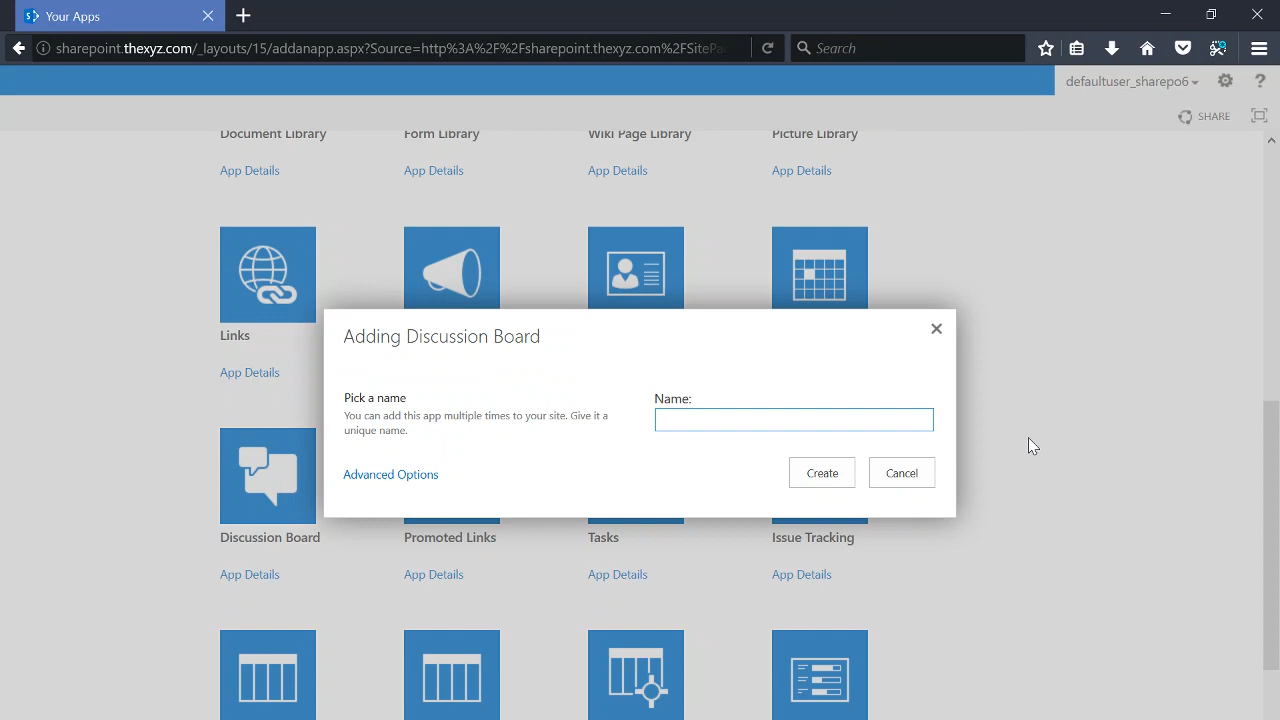 Your Apps
sharepoint.thexyz.com/_layouts/15/addanapp.aspx?Source=http%3A%2F%2Fsharepoint.thexyz.com%2FSitePa
Search
defaultuser_sharepo6
SHARE
Document Library Form Library Wiki Page Library Picture Library
App Details App Details App Details App Details
Links
App Details
Adding Discussion Board
Pick a name
You can add this app multiple times to your site. Give it a
unique name.
Name:
Advanced Options
Create Cancel
Discussion Board Promoted Links Tasks Issue Tracking
App Details App Details App Details App Details